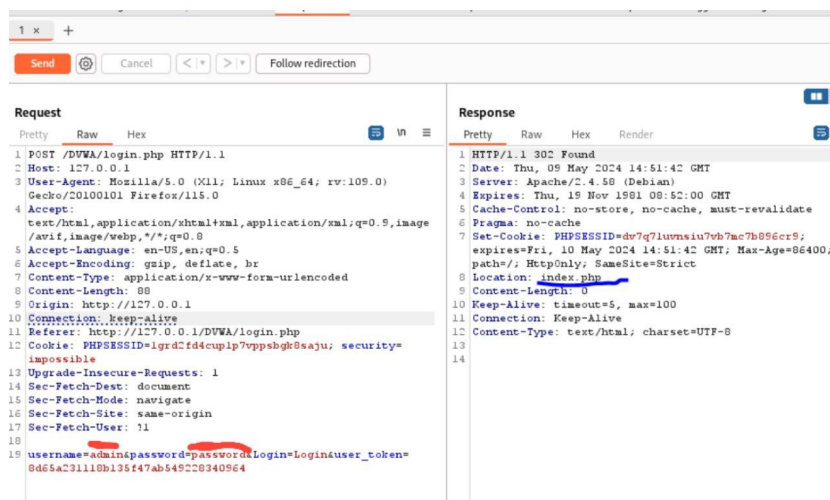 1 ×
+
Send
Cancel
<
>
Follow redirection
Request
Pretty Raw Hex
\n
1 POST /DVWA/login.php HTTP/1.1
2 Host: 127.0.0.1
3 User-Agent: Mozilla/5.0 (X11; Linux x86_64; rv:109.0)
Gecko/20100101 Firefox/115.0
4 Accept:
text/html,application/xhtml+xml,application/xml;q=0.9,image
/avif,image/webp,*/*;q=0.8
5 Accept-Language: en-US,en;q=0.5
6 Accept-Encoding: gzip, deflate, br
7 Content-Type: application/x-www-form-urlencoded
8 Content-Length: 88
9 Origin: http://127.0.0.1
10 Connection: keep-alive
11 Referer: http://127.0.0.1/DVWA/login.php
12 Cookie: PHPSESSID=lgrd2fd4cup1p7vppsbgk8saju; security=
impossible
13 Upgrade-Insecure-Requests: 1
14 Sec-Fetch-Dest: document
15 Sec-Fetch-Mode: navigate
16 Sec-Fetch-Site: same-origin
17 Sec-Fetch-User: ?1
18
19 username=admin&password=password&Login=Login&user_token=
8d65a231118b135f47ab549228340964
Response
Pretty Raw Hex Render
1 HTTP/1.1 302 Found
2 Date: Thu, 09 May 2024 14:51:42 GMT
3 Server: Apache/2.4.58 (Debian)
4 Expires: Thu, 19 Nov 1981 08:52:00 GMT
5 Cache-Control: no-store, no-cache, must-revalidate
6 Pragma: no-cache
7 Set-Cookie: PHPSESSID=dv7q7luvnsiu7vb7mc7b896cr9;
expires=Fri, 10 May 2024 14:51:42 GMT; Max-Age=86400;
path=/; HttpOnly; SameSite=Strict
8 Location: index.php
9 Content-Length: 0
10 Keep-Alive: timeout=5, max=100
11 Connection: Keep-Alive
12 Content-Type: text/html; charset=UTF-8
13
14